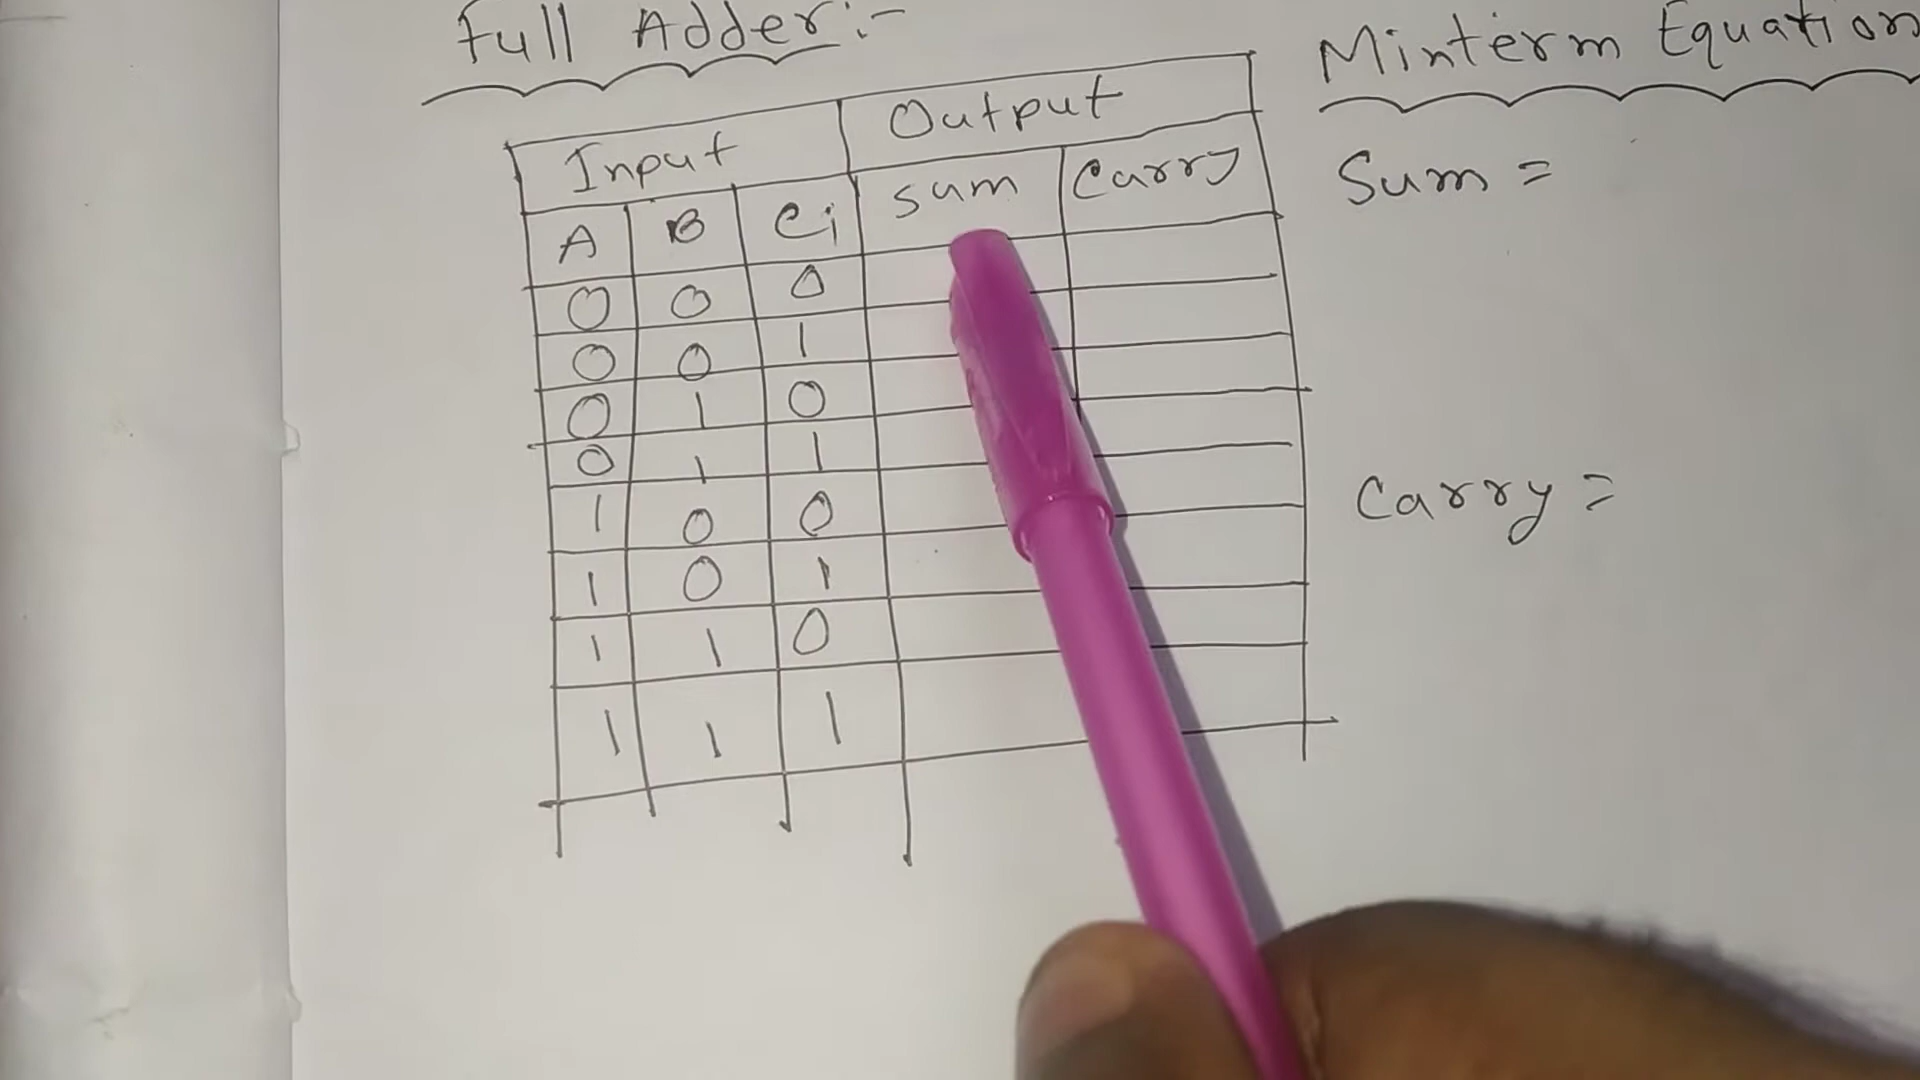 Full Adder:-
Minterm Equation
Input Output
A B Ci Sum Carry
0 0 0
0 0 1
0 1 0
0 1 1
1 0 0
1 0 1
1 1 0
1 1 1
Sum =
Carry =